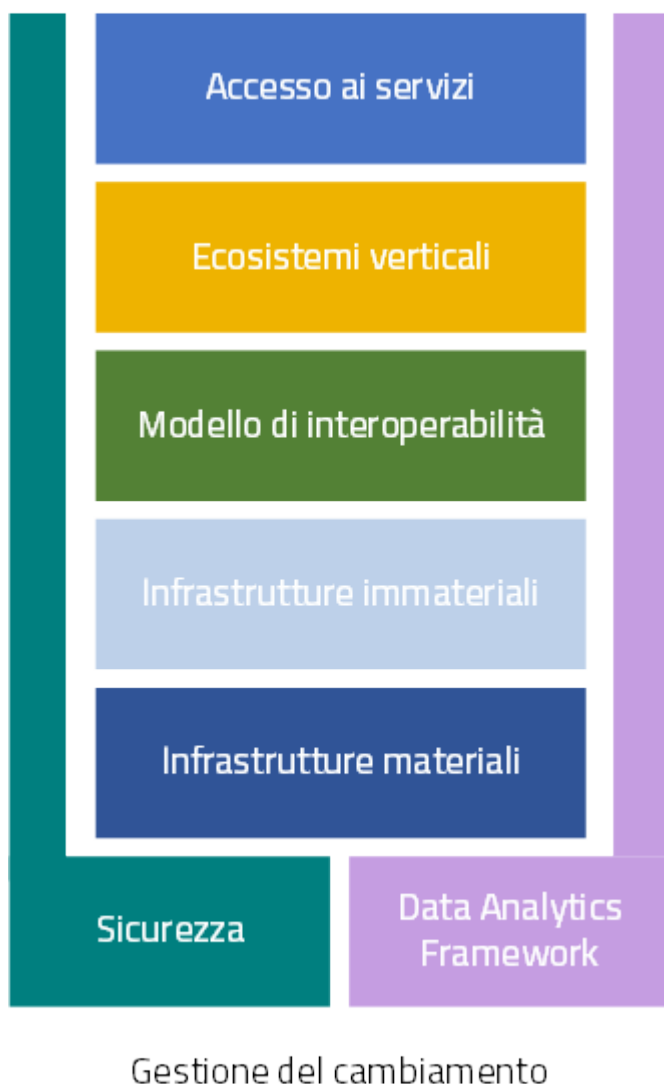 Accesso ai servizi
Ecosistemi verticali
Modello di interoperabilità
Infrastrutture immateriali
Infrastrutture materiali
Sicurezza
Data Analytics
Framework
Gestione del cambiamento